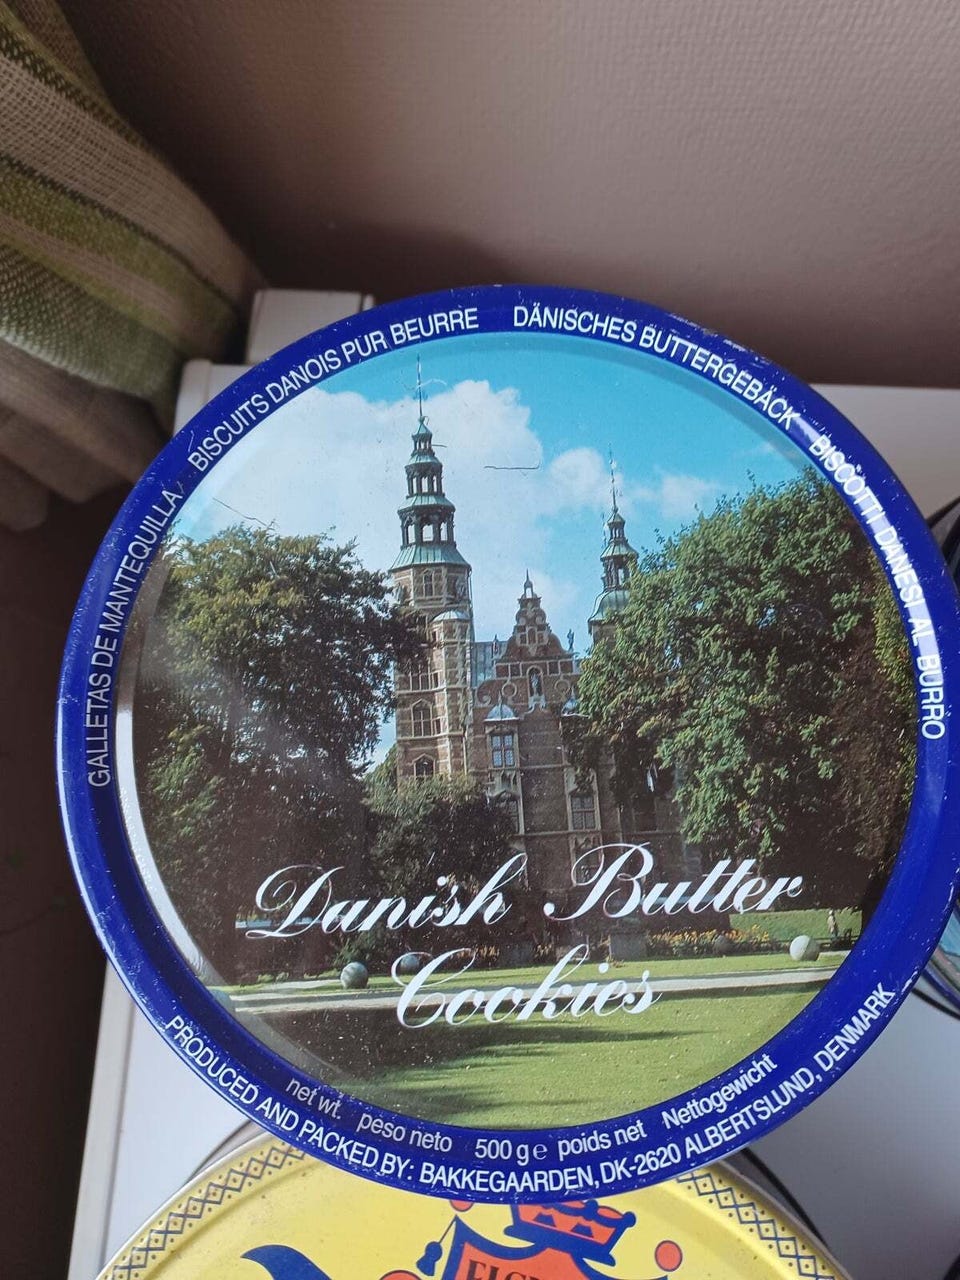 GALLETAS DE MANTEQUILLA
BISCUITS DANOIS PUR BEURRE
DÄNISCHES BUTTERGEBÄCK
BISCOTTI DANESI AL BURRO
Danish Butter
Cookies
net wt. peso neto 500 g e poids net Nettogewicht
PRODUCED AND PACKED BY: BAKKEGAARDEN, DK-2620 ALBERTSLUND, DENMARK